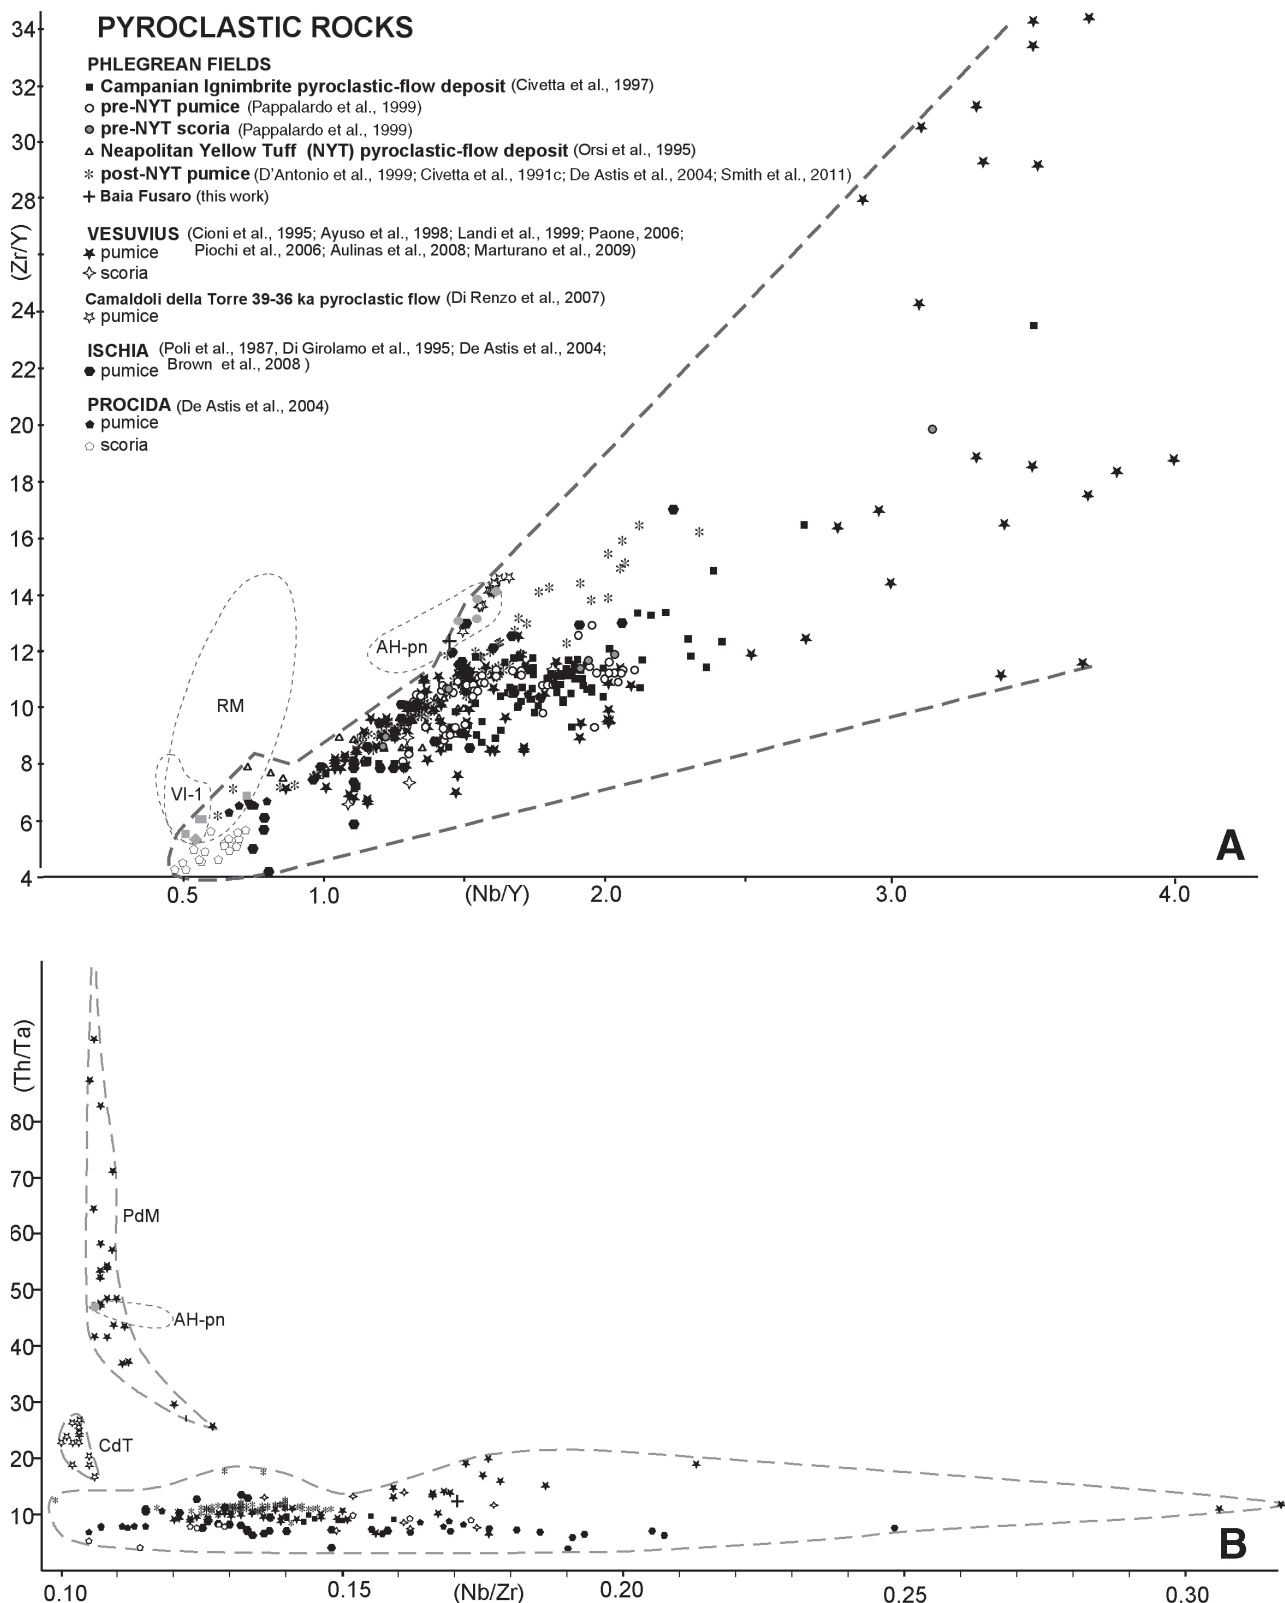 PYROCLASTIC ROCKS
PHLEGREAN FIELDS
Campanian Ignimbrite pyroclastic-flow deposit (Civetta et al., 1997)
pre-NYT pumice (Pappalardo et al., 1999)
pre-NYT scoria (Pappalardo et al., 1999)
Neapolitan Yellow Tuff (NYT) pyroclastic-flow deposit (Orsi et al., 1995)
post-NYT pumice (D'Antonio et al., 1999; Civetta et al., 1991c; De Astis et al., 2004; Smith et al., 2011)
Baia Fusaro (this work)
VESUVIUS (Cioni et al., 1995; Ayuso et al., 1998; Landi et al., 1999; Paone, 2006;
pumice Piochi et al., 2006; Aulinas et al., 2008; Marturano et al., 2009)
scoria
Camaldoli della Torre 39-36 ka pyroclastic flow (Di Renzo et al., 2007)
pumice
ISCHIA (Poli et al., 1987, Di Girolamo et al., 1995; De Astis et al., 2004;
pumice Brown et al., 2008 )
PROCIDA (De Astis et al., 2004)
pumice
scoria
(Zr/Y)
34
32
30
28
24
22
20
18
16
14
12
10
8
6
4
AH-pn
RM
VI-1
A
0.5 1.0 (Nb/Y) 2.0 3.0 4.0
(Th/Ta)
80
70
60
50
40
30
20
10
PdM
AH-pn
CdT
B
0.10 0.15 (Nb/Zr) 0.20 0.25 0.30